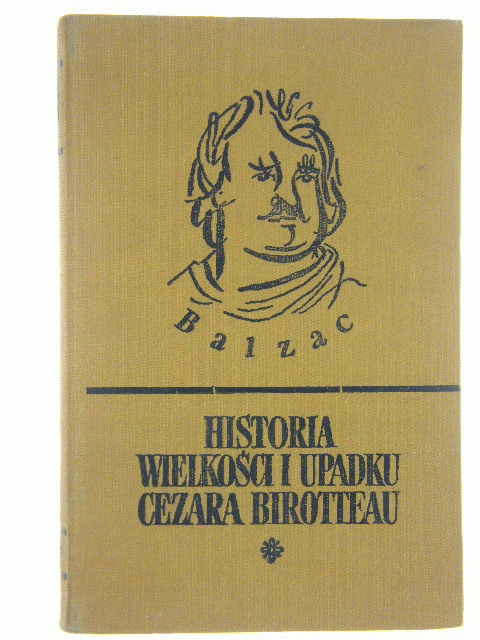 Balzac
HISTORIA
WIELKOŚCI I UPADKU
CEZARA BIROTTEAU